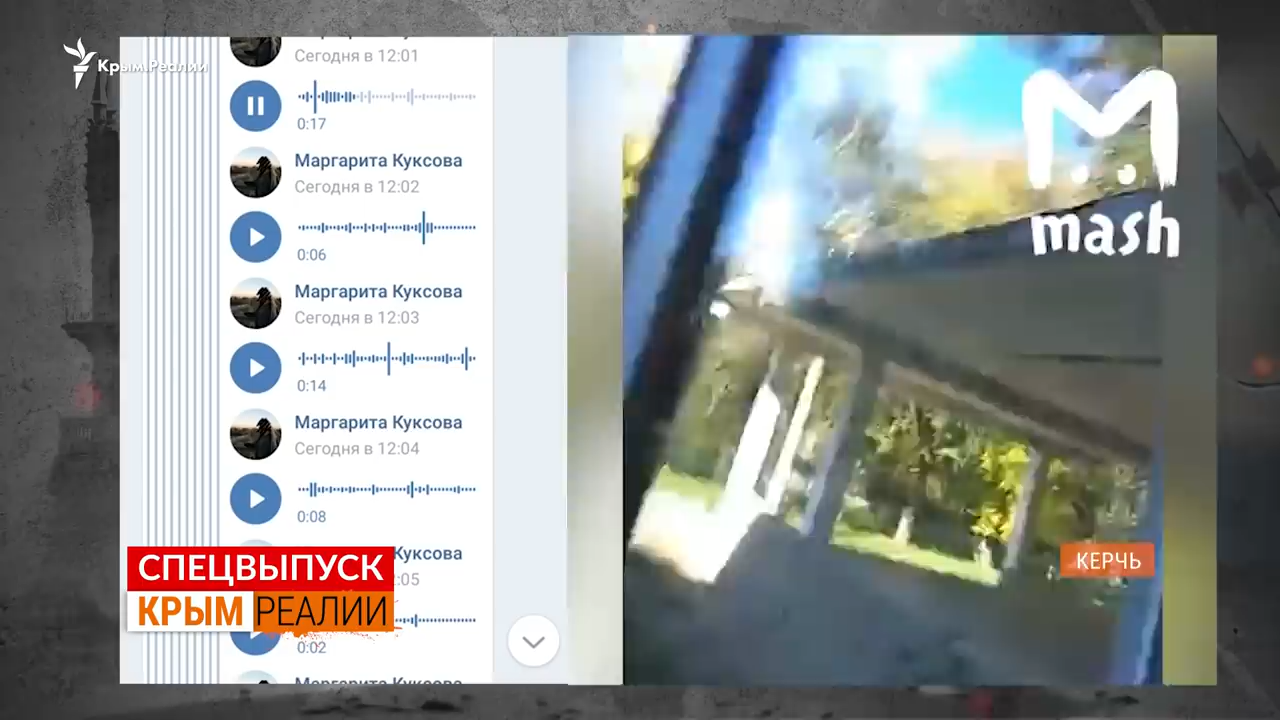 Крым.Реалии
Сегодня в 12:01
0:17
Маргарита Куксова
Сегодня в 12:02
0:06
Маргарита Куксова
Сегодня в 12:03
0:14
Маргарита Куксова
Сегодня в 12:04
0:08
Куксова
:05
0:02
СПЕЦВЫПУСК
КРЫМ РЕАЛИИ
mash
КЕРЧЬ